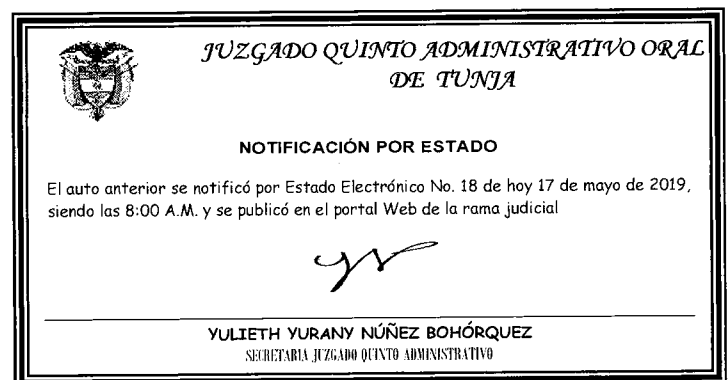 JUZGADO QUINTO ADMINISTRATIVO ORAL
DE TUNJA
NOTIFICACIÓN POR ESTADO
El auto anterior se notificó por Estado Electrónico No. 18 de hoy 17 de mayo de 2019,
siendo las 8:00 A.M. y se publicó en el portal Web de la rama judicial
YULIETH YURANY NÚÑEZ BOHÓRQUEZ
SECRETARIA JUZGADO QUINTO ADMINISTRATIVO